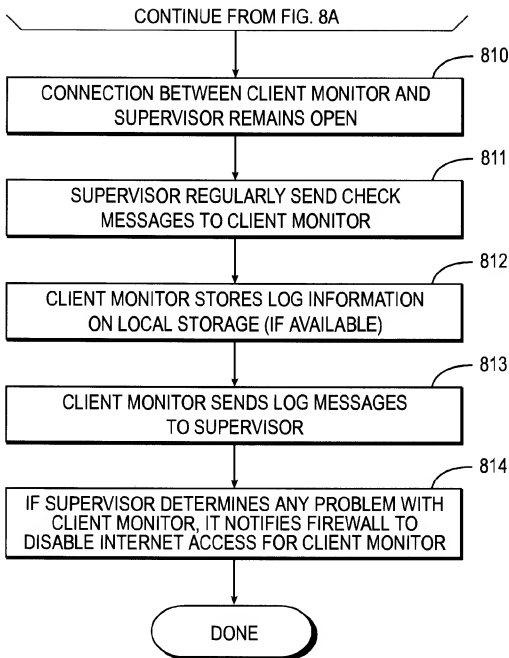 CONTINUE FROM FIG. 8A
810
CONNECTION BETWEEN CLIENT MONITOR AND
SUPERVISOR REMAINS OPEN
811
SUPERVISOR REGULARLY SEND CHECK
MESSAGES TO CLIENT MONITOR
812
CLIENT MONITOR STORES LOG INFORMATION
ON LOCAL STORAGE (IF AVAILABLE)
813
CLIENT MONITOR SENDS LOG MESSAGES
TO SUPERVISOR
814
IF SUPERVISOR DETERMINES ANY PROBLEM WITH
CLIENT MONITOR, IT NOTIFIES FIREWALL TO
DISABLE INTERNET ACCESS FOR CLIENT MONITOR
DONE